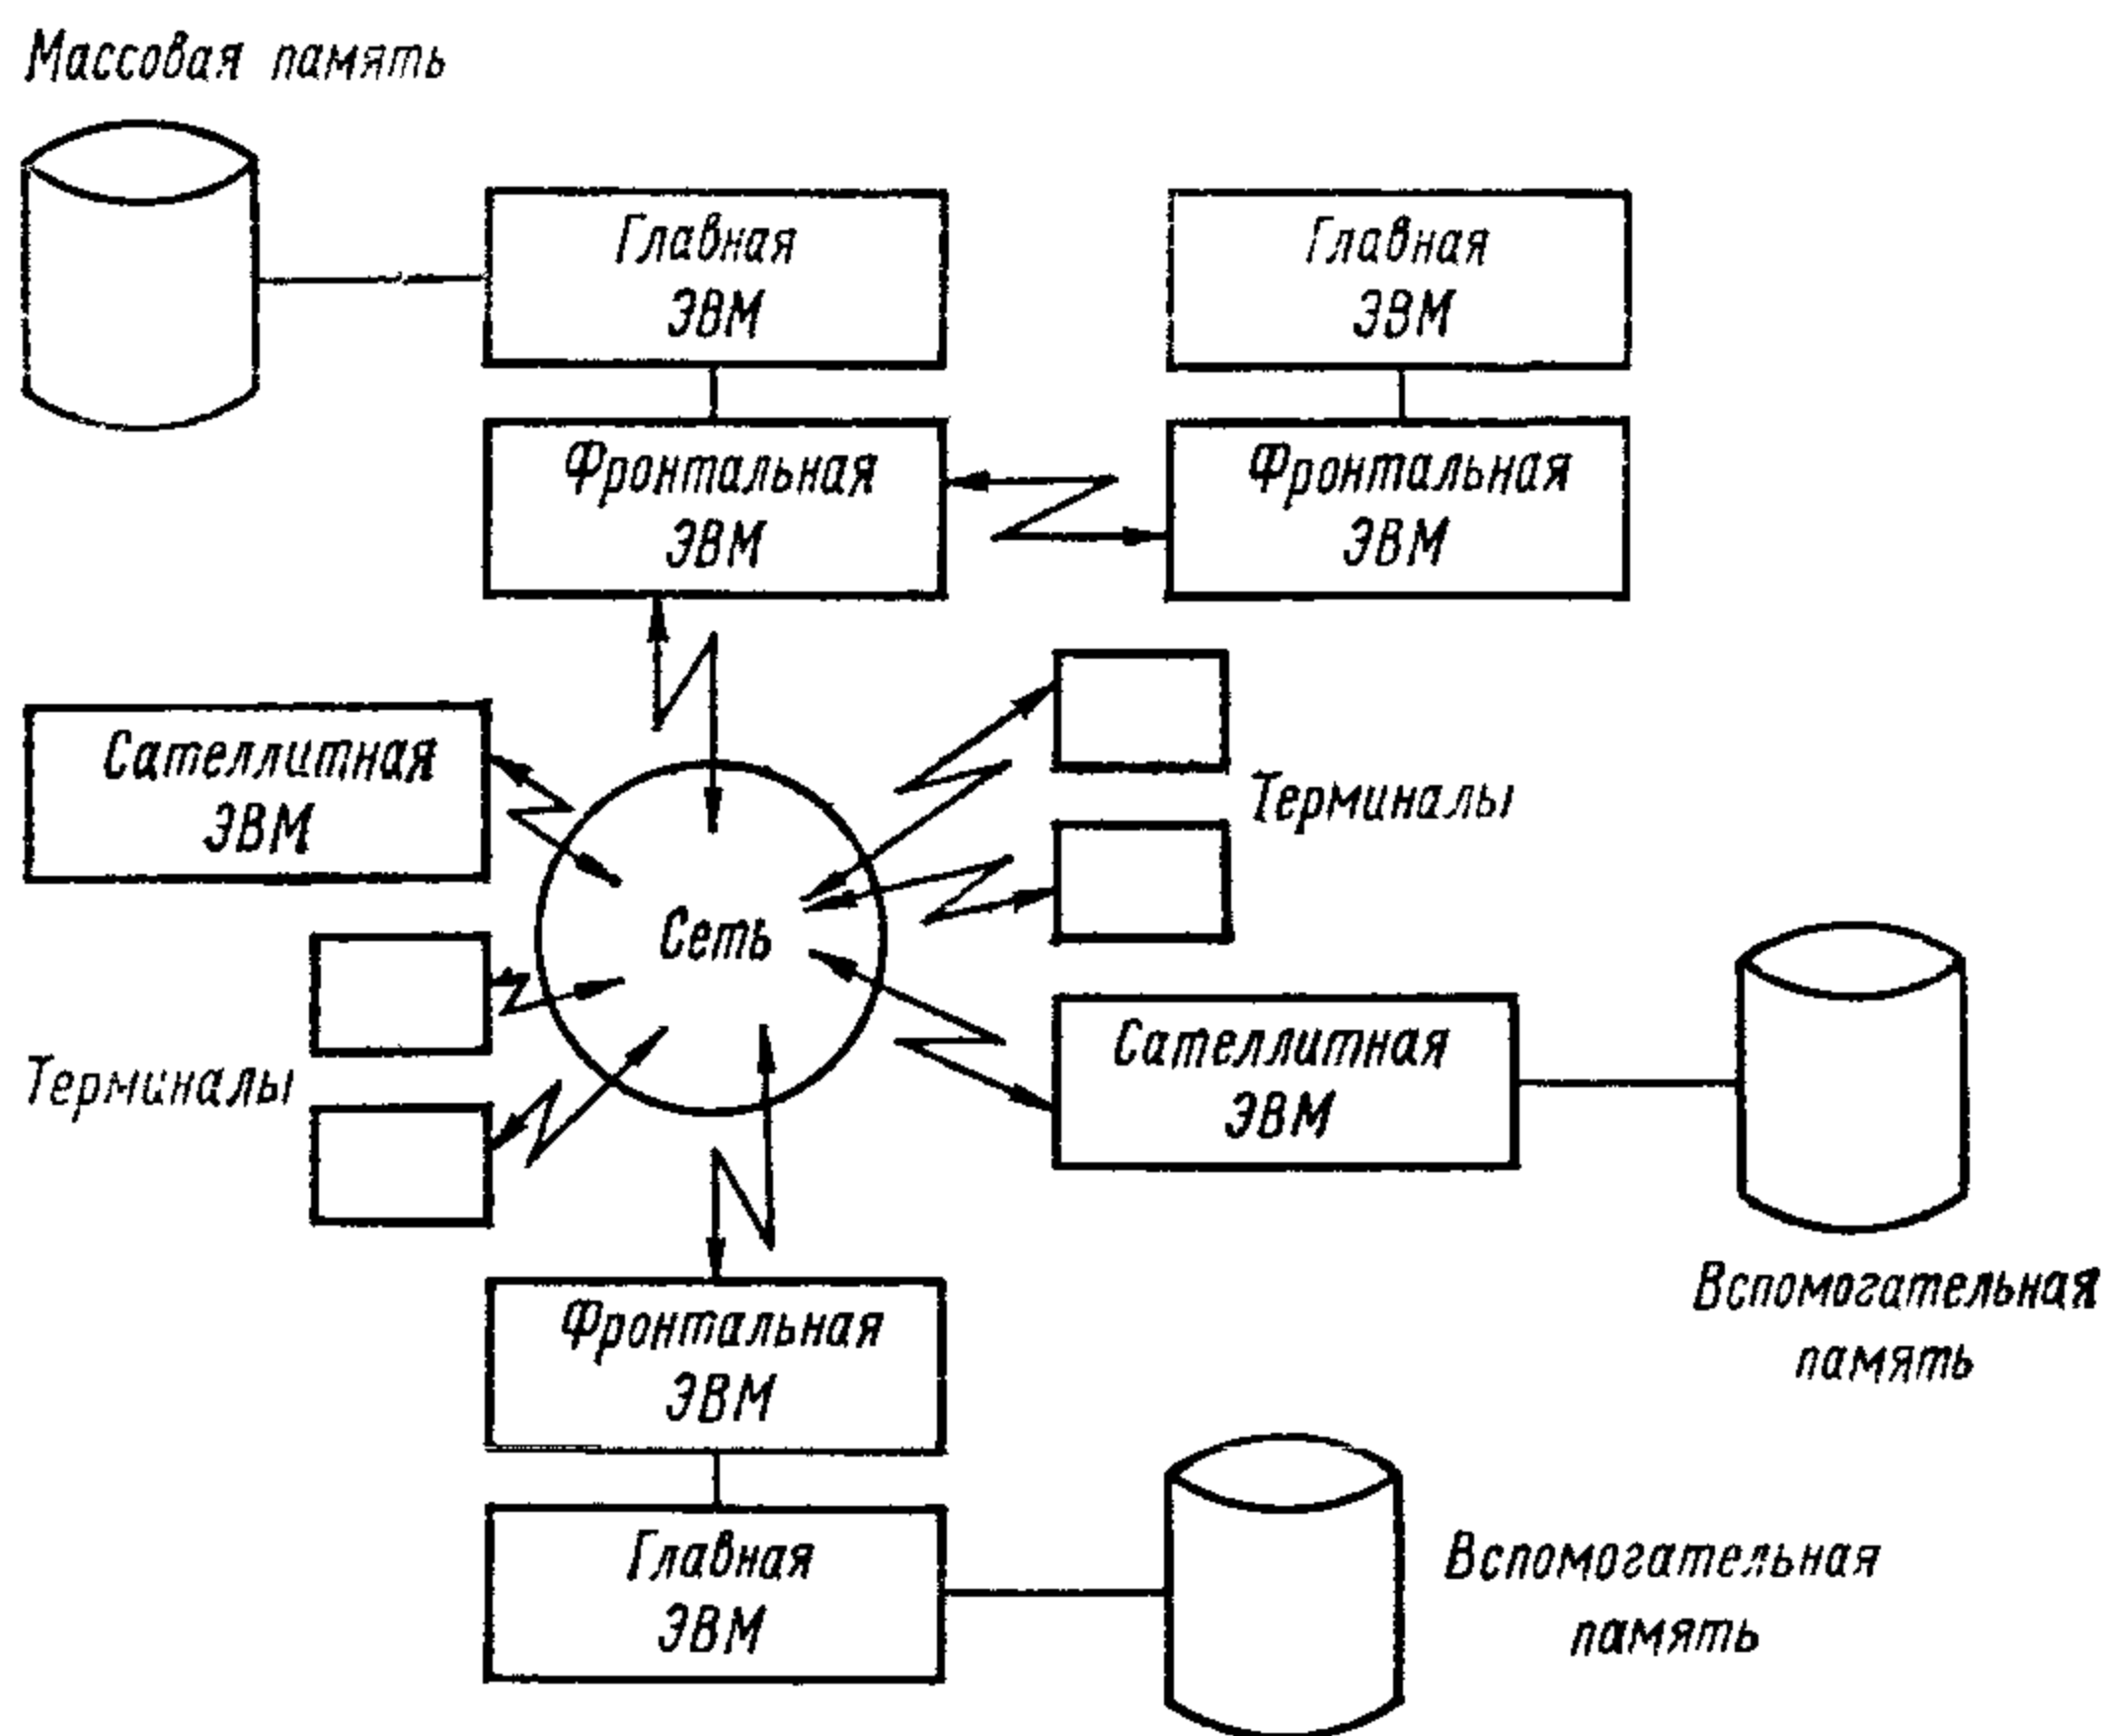 Массовая память
Главная
ЭВМ
Главная
ЭВМ
Фронтальная
ЭВМ
Фронтальная
ЭВМ
Сателлитная
ЭВМ
Терминалы
Сеть
Терминалы
Сателлитная
ЭВМ
Вспомогательная
память
Фронтальная
ЭВМ
Главная
ЭВМ
Вспомогательная
память